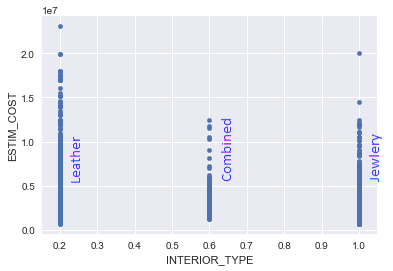 1e7
2.0
1.5
1.0
0.5
0.0
ESTIM_COST
Leather
Combined
Jewlery
0.2 0.3 0.4 0.5 0.6 0.7 0.8 0.9 1.0
INTERIOR_TYPE